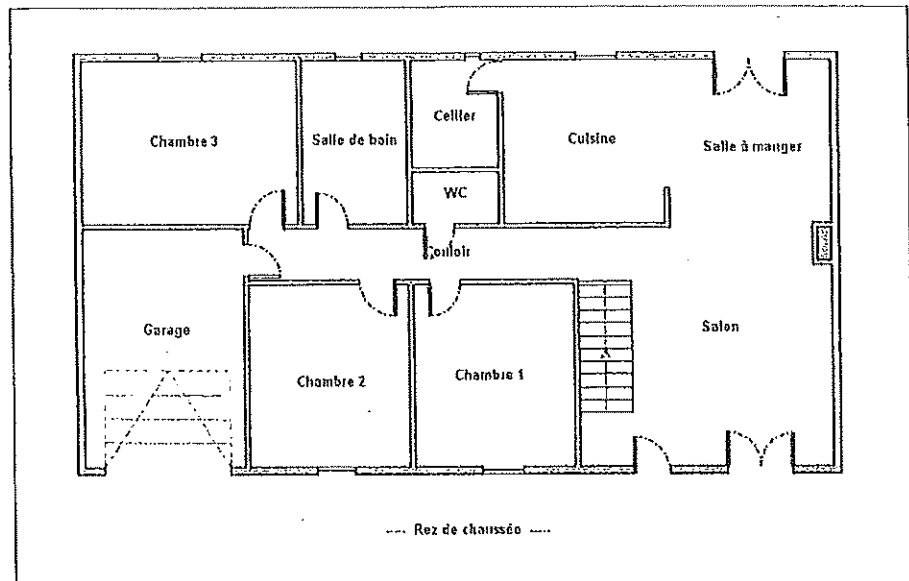 Chambre 3
Salle de bain
Cellier
Cuisine
Salle à manger
WC
Couloir
Garage
Salon
Chambre 2
Chambre 1
---- Rez de chaussée ----